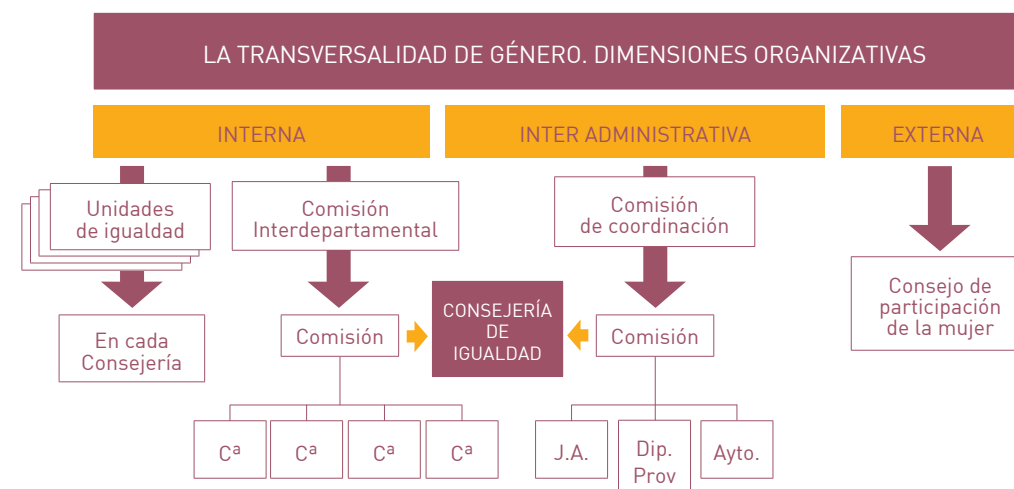 LA TRANSVERSALIDAD DE GÉNERO. DIMENSIONES ORGANIZATIVAS
INTERNA
INTER ADMINISTRATIVA
EXTERNA
Unidades
de igualdad
Comisión
Interdepartamental
Comisión
de coordinación
Consejo de
participación
de la mujer
En cada
Consejería
Comisión
CONSEJERÍA
DE
IGUALDAD
Comisión
Cª
Cª
Cª
Cª
J.A.
Dip.
Prov
Ayto.